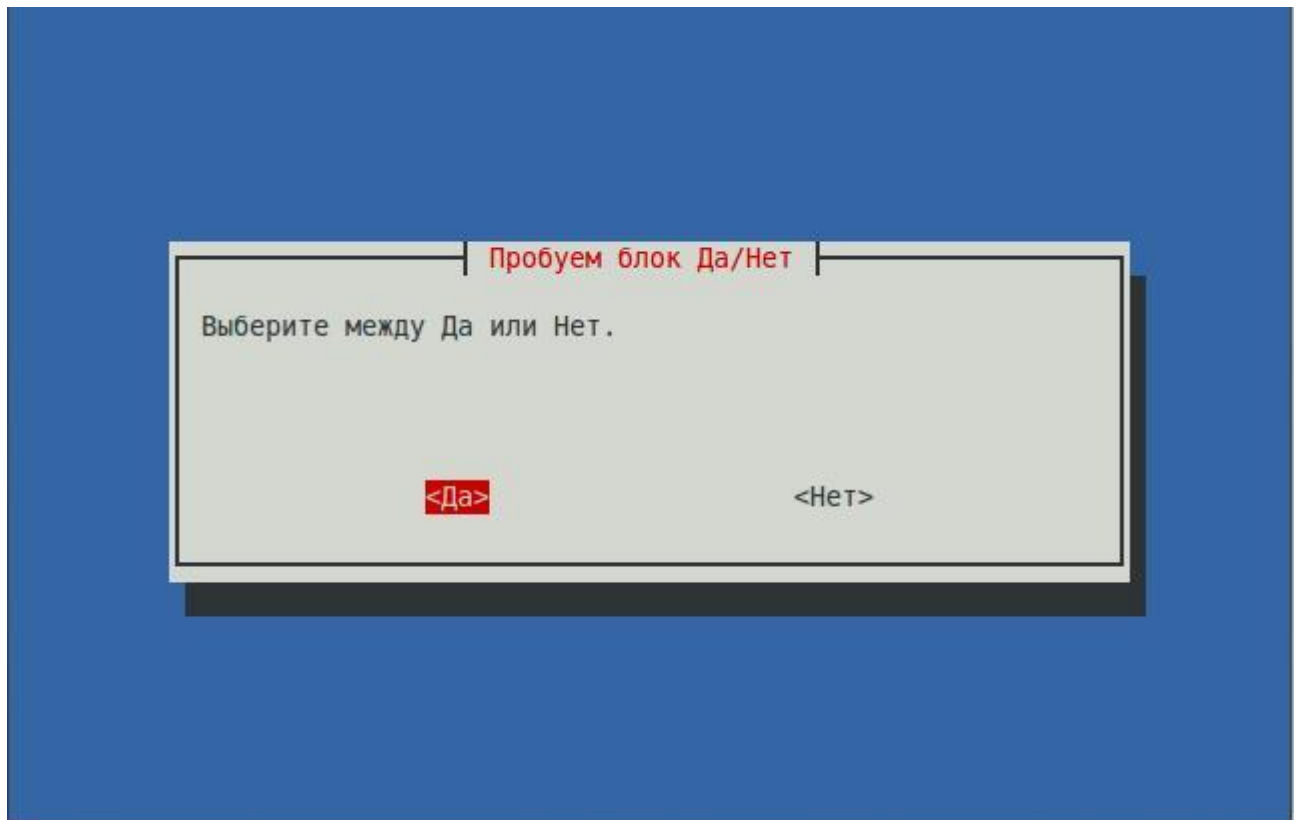 Пробуем блок Да/Нет
Выберите между Да или Нет.
<Да> <Нет>